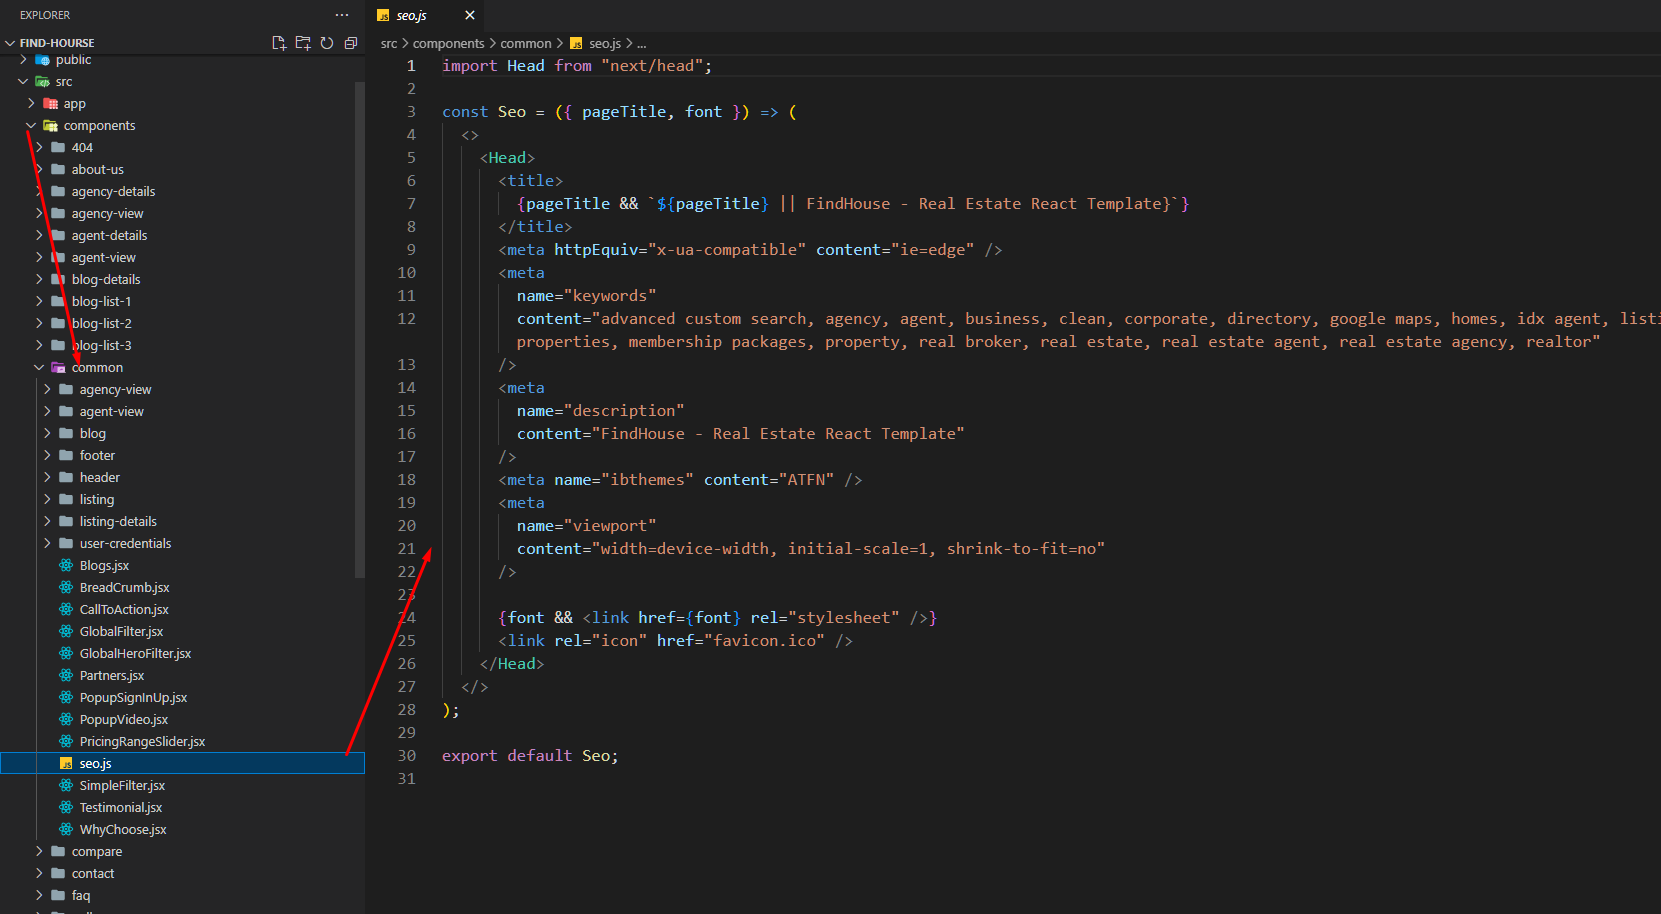 EXPLORER
...
FIND-HOURSE
public
src
app
components
404
about-us
agency-details
agency-view
agent-details
agent-view
blog-details
blog-list-1
blog-list-2
blog-list-3
common
agency-view
agent-view
blog
footer
header
listing
listing-details
user-credentials
Blogs.jsx
BreadCrumb.jsx
CallToAction.jsx
GlobalFilter.jsx
GlobalHeroFilter.jsx
Partners.jsx
PopupSignInUp.jsx
PopupVideo.jsx
PricingRangeSlider.jsx
JS seo.js
SimpleFilter.jsx
Testimonial.jsx
WhyChoose.jsx
compare
contact
faq
JS seo.js
src > components > common > JS seo.js > ...
1 import Head from "next/head";
2
3 const Seo = ({ pageTitle, font }) => (
4 <>
5 <Head>
6 <title>
7 {pageTitle && `${pageTitle} || FindHouse - Real Estate React Template}`}
8 </title>
9 <meta httpEquiv="x-ua-compatible" content="ie=edge" />
10 <meta
11 name="keywords"
12 content="advanced custom search, agency, agent, business, clean, corporate, directory, google maps, homes, idx agent, listi
properties, membership packages, property, real broker, real estate, real estate agent, real estate agency, realtor"
13 />
14 <meta
15 name="description"
16 content="FindHouse - Real Estate React Template"
17 />
18 <meta name="ibthemes" content="ATFN" />
19 <meta
20 name="viewport"
21 content="width=device-width, initial-scale=1, shrink-to-fit=no"
22 />
23
24 {font && <link href={font} rel="stylesheet" />}
25 <link rel="icon" href="favicon.ico" />
26 </Head>
27 </>
28 );
29
30 export default Seo;
31